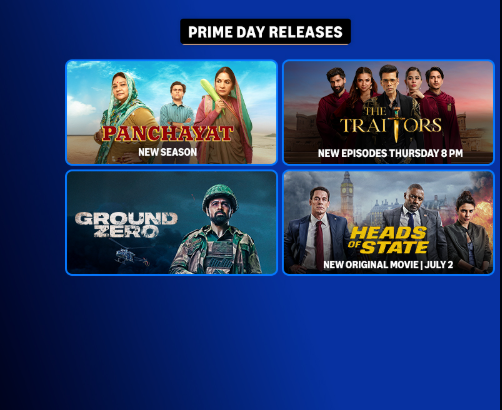 PRIME DAY RELEASES
PANCHAYAT
NEW SEASON
THE
TRAITORS
NEW EPISODES THURSDAY 8 PM
GROUND
ZERO
HEADS
OF STATE
NEW ORIGINAL MOVIE | JULY 2